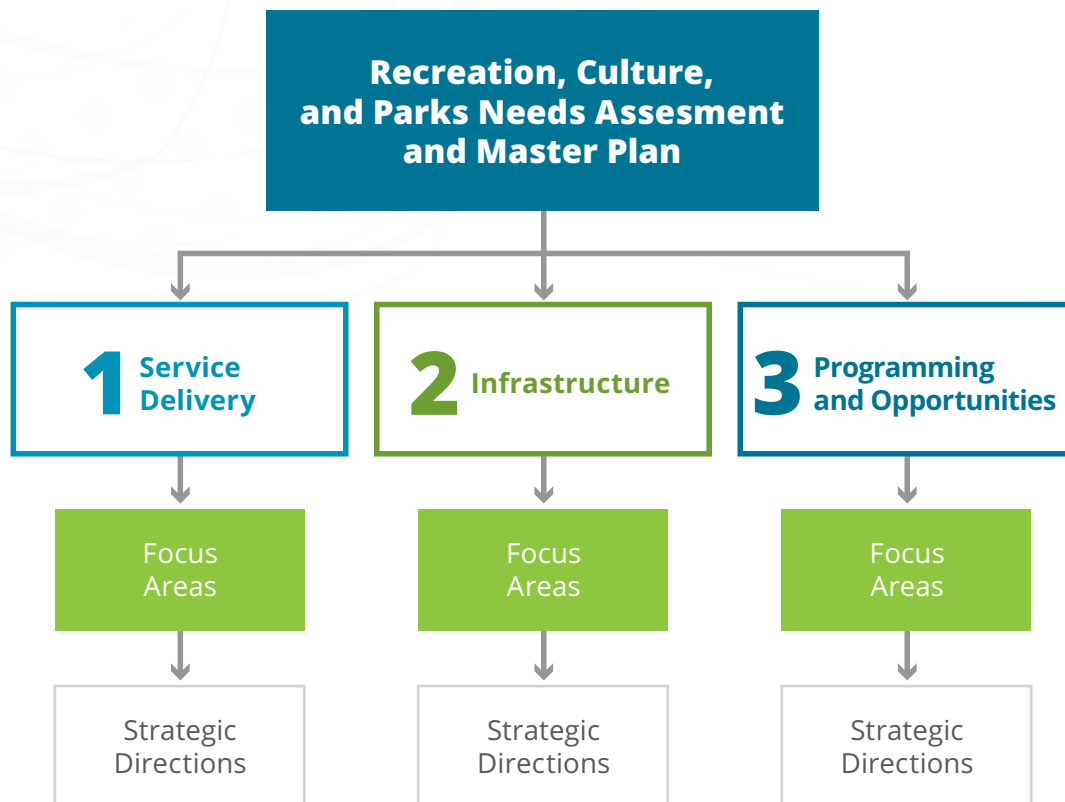 Recreation, Culture,
and Parks Needs Assesment
and Master Plan
1 Service
Delivery
2 Infrastructure
3 Programming
and Opportunities
Focus
Areas
Focus
Areas
Focus
Areas
Strategic
Directions
Strategic
Directions
Strategic
Directions